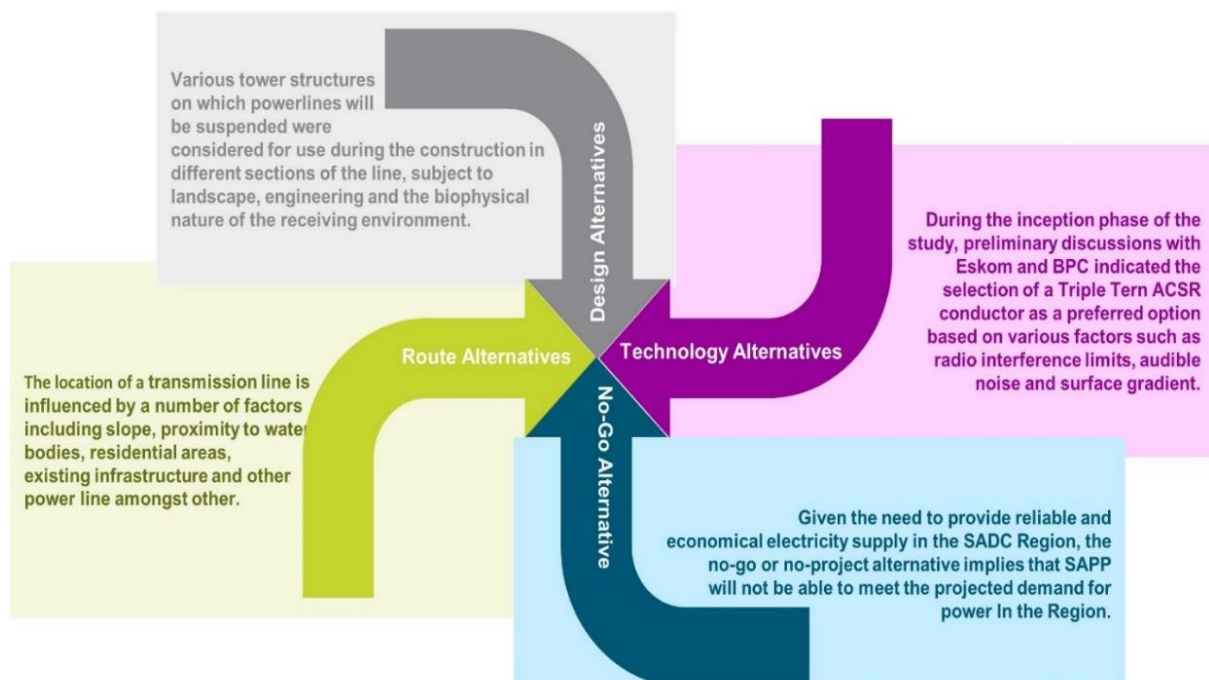 Various tower structures
on which powerlines will
be suspended were
considered for use during the construction in
different sections of the line, subject to
landscape, engineering and the biophysical
nature of the receiving environment.
Design Alternatives
During the inception phase of the
study, preliminary discussions with
Eskom and BPC indicated the
selection of a Triple Tern ACSR
conductor as a preferred option
based on various factors such as
radio interference limits, audible
noise and surface gradient.
Technology Alternatives
Route Alternatives
The location of a transmission line is
influenced by a number of factors
including slope, proximity to water
bodies, residential areas,
existing infrastructure and other
power line amongst other.
No-Go Alternative
Given the need to provide reliable and
economical electricity supply in the SADC Region, the
no-go or no-project alternative implies that SAPP
will not be able to meet the projected demand for
power In the Region.